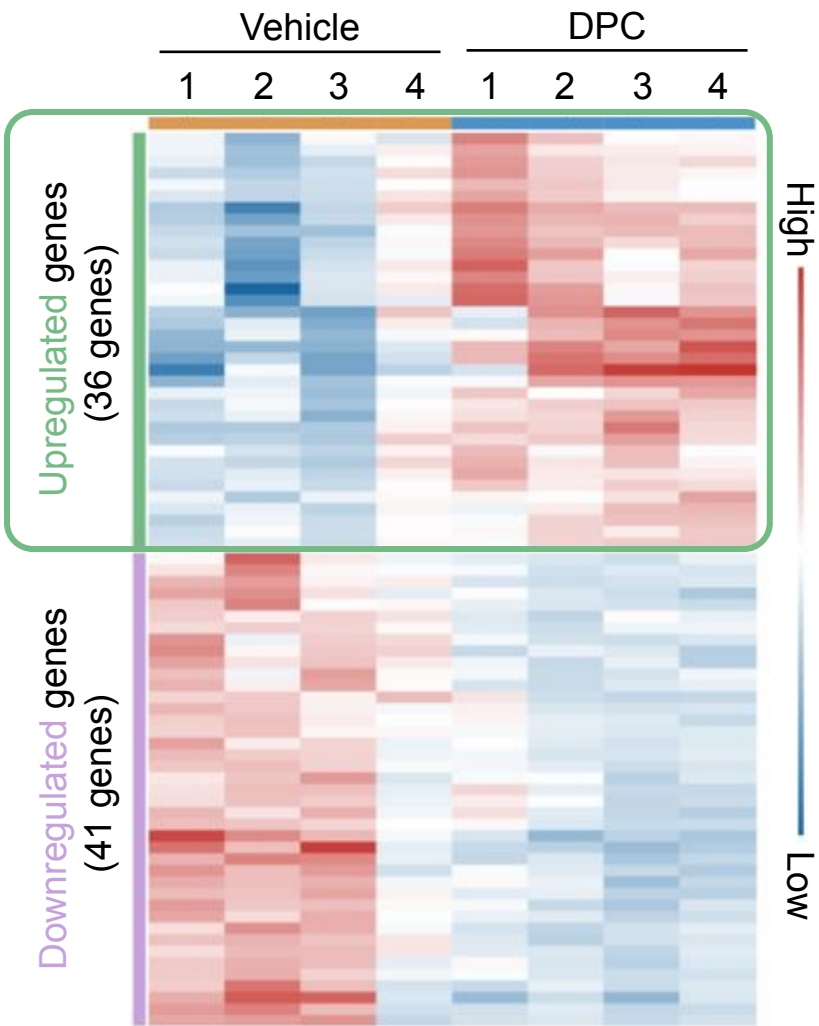 Vehicle DPC
1 2 3 4 1 2 3 4
Upregulated genes
(36 genes)
Downregulated genes
(41 genes)
High
Low